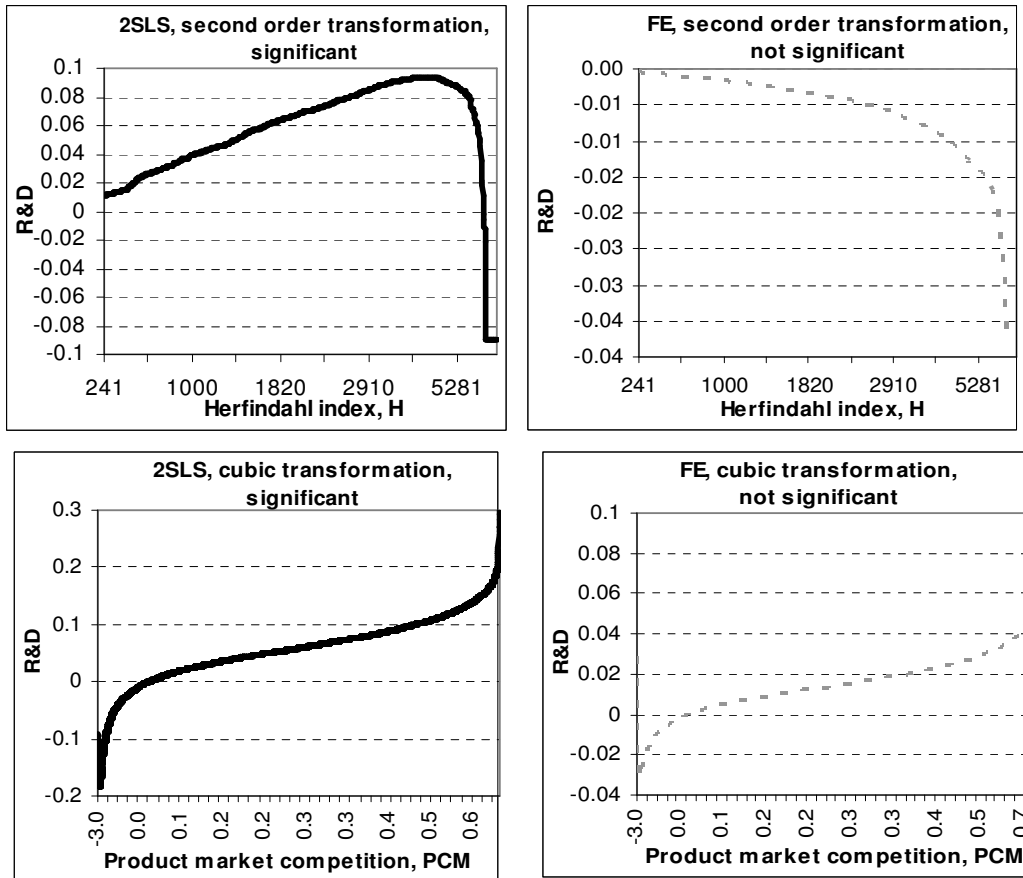 2SLS, second order transformation,
significant
0.1
0.08
0.06
0.04
0.02
0
-0.02
-0.04
-0.06
-0.08
-0.1
R&D
241 1000 1820 2910 5281
Herfindahl index, H
FE, second order transformation,
not significant
0.00
-0.01
-0.01
-0.02
-0.02
-0.03
-0.03
-0.04
-0.04
R&D
241 1000 1820 2910 5281
Herfindahl index, H
2SLS, cubic transformation,
significant
0.3
0.2
0.1
0
-0.1
-0.2
R&D
-3.0 0.0 0.1 0.2 0.2 0.3 0.3 0.4 0.5 0.6
Product market competition, PCM
FE, cubic transformation,
not significant
0.1
0.08
0.06
0.04
0.02
0
-0.02
-0.04
R&D
-3.0 0.0 0.1 0.2 0.2 0.3 0.3 0.4 0.5 0.7
Product market competition, PCM